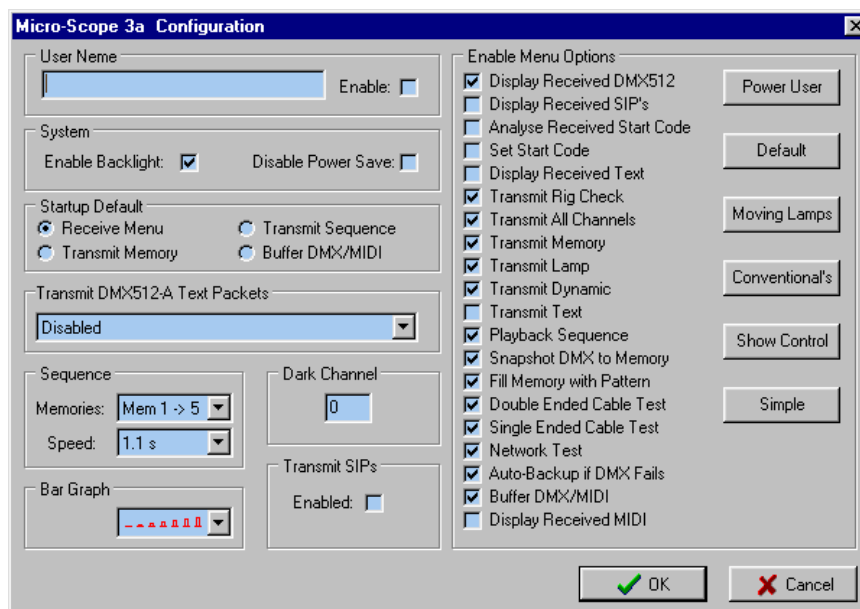 Micro-Scope 3a Configuration
User Name
Enable:
System
Enable Backlight:
Disable Power Save:
Startup Default
Receive Menu
Transmit Sequence
Transmit Memory
Buffer DMX/MIDI
Transmit DMX512-A Text Packets
Disabled
Sequence
Memories: Mem 1 -> 5
Speed: 1.1 s
Dark Channel
0
Bar Graph
Transmit SIPs
Enabled:
Enable Menu Options
Display Received DMX512
Display Received SIP's
Analyse Received Start Code
Set Start Code
Display Received Text
Transmit Rig Check
Transmit All Channels
Transmit Memory
Transmit Lamp
Transmit Dynamic
Transmit Text
Playback Sequence
Snapshot DMX to Memory
Fill Memory with Pattern
Double Ended Cable Test
Single Ended Cable Test
Network Test
Auto-Backup if DMX Fails
Buffer DMX/MIDI
Display Received MIDI
Power User
Default
Moving Lamps
Conventional's
Show Control
Simple
OK
Cancel